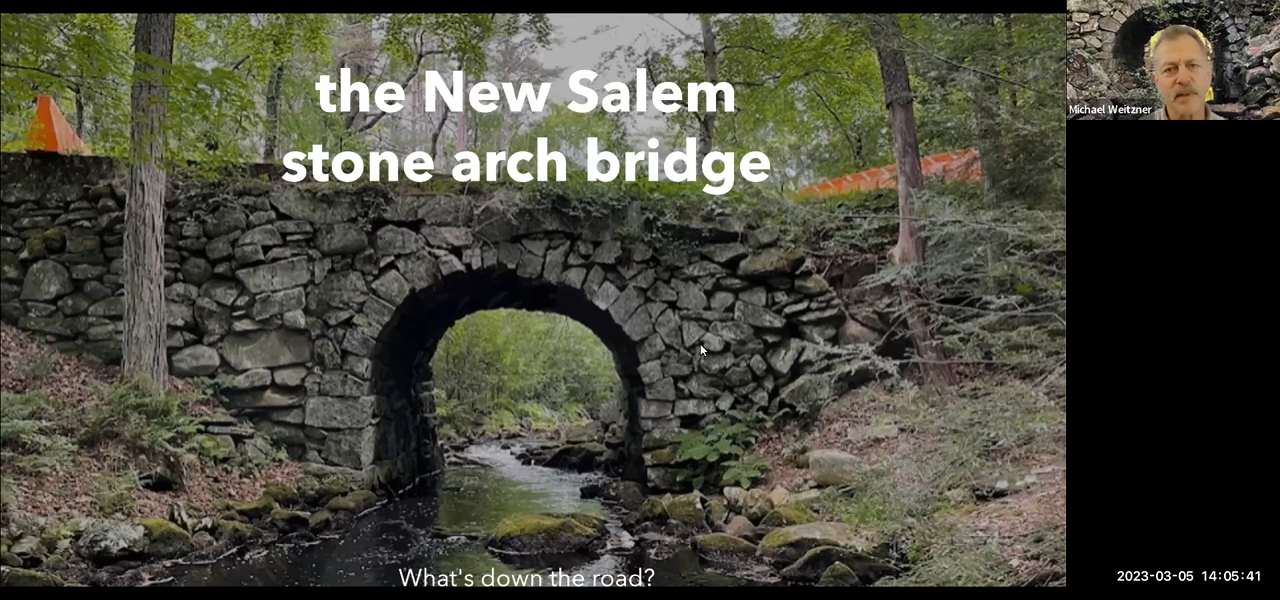 the New Salem
stone arch bridge
Michael Weitzner
What's down the road?
2023-03-05 14:05:41